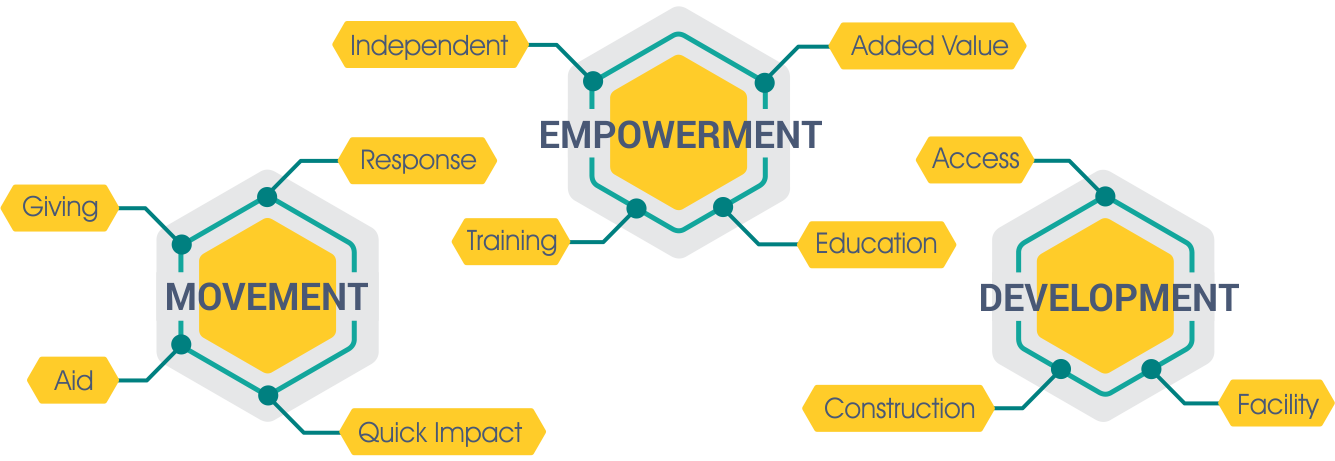 Independent
Added Value
EMPOWERMENT
Training
Education
Response
Giving
MOVEMENT
Aid
Quick Impact
Access
DEVELOPMENT
Construction
Facility